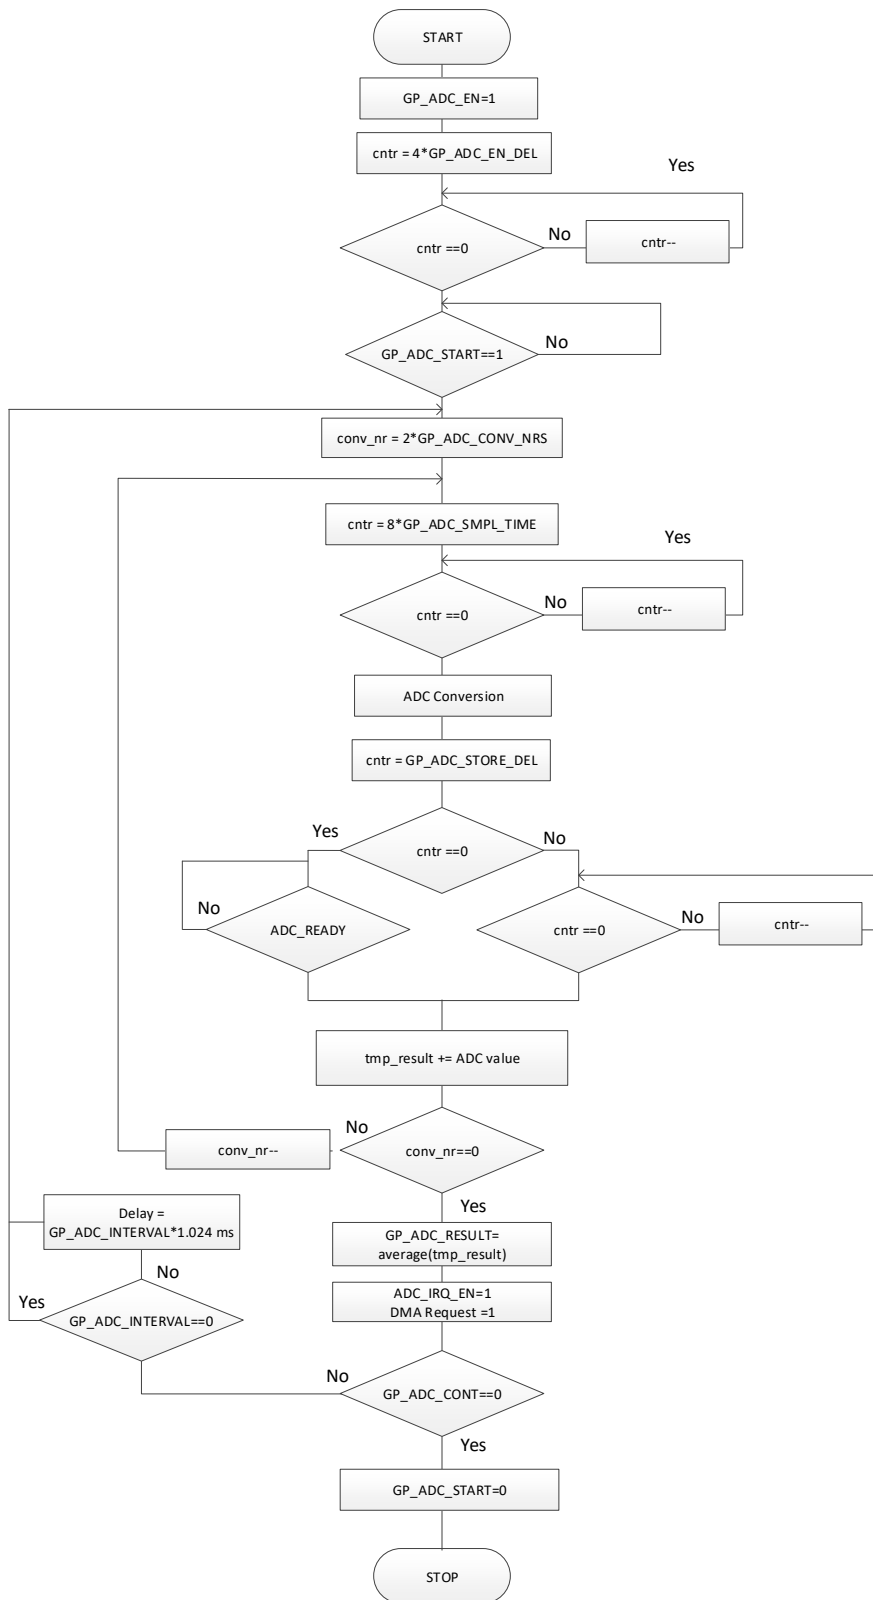 START
GP_ADC_EN=1
cntr = 4*GP_ADC_EN_DEL
Yes
cntr ==0
No
cntr--
GP_ADC_START==1
No
conv_nr = 2*GP_ADC_CONV_NRS
cntr = 8*GP_ADC_SMPL_TIME
Yes
cntr ==0
No
cntr--
ADC Conversion
cntr = GP_ADC_STORE_DEL
Yes
cntr ==0
No
No
ADC_READY
cntr ==0
No
cntr--
tmp_result += ADC value
No
conv_nr--
conv_nr==0
Yes
Delay =
GP_ADC_INTERVAL*1.024 ms
GP_ADC_RESULT=
average(tmp_result)
No
ADC_IRQ_EN=1
DMA Request =1
Yes
GP_ADC_INTERVAL==0
No
GP_ADC_CONT==0
Yes
GP_ADC_START=0
STOP